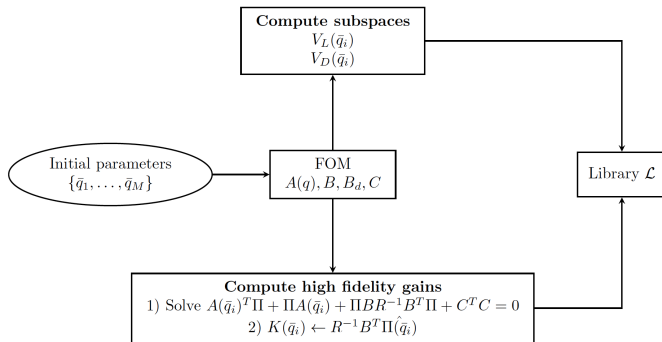 Compute subspaces
V_L(q̄_i)
V_D(q̄_i)
Initial parameters
{q̄_1, . . . , q̄_M}
FOM
A(q), B, B_d, C
Library ℒ
Compute high fidelity gains
1) Solve A(q̄_i)^T Π + ΠA(q̄_i) + ΠBR^{-1}B^T Π + C^T C = 0
2) K(q̄_i) ← R^{-1}B^T Π(̂q̄_i)